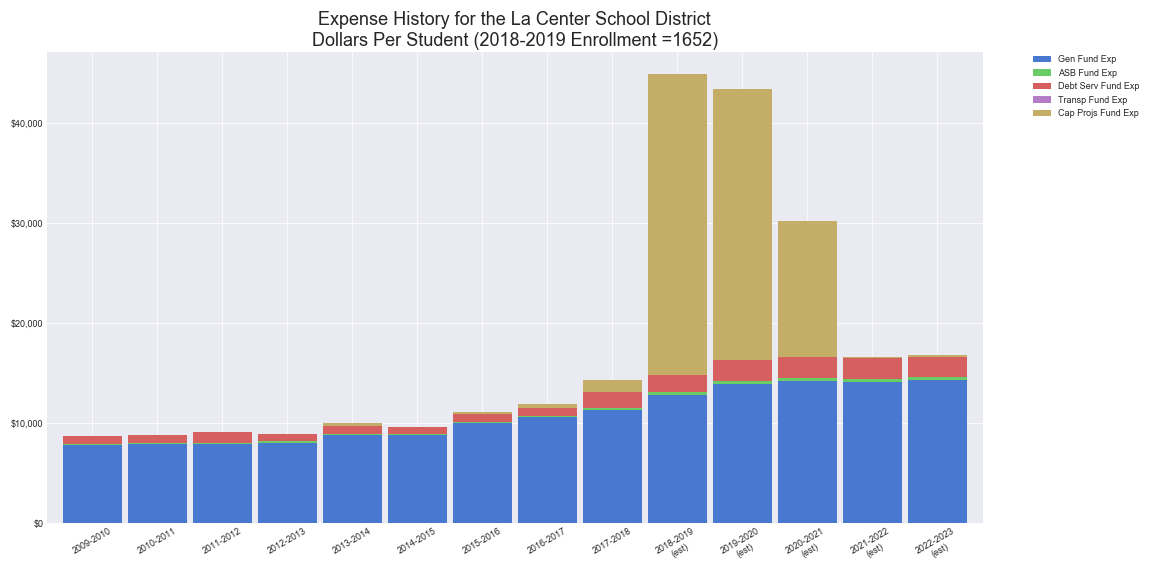 Expense History for the La Center School District
Dollars Per Student (2018-2019 Enrollment =1652)
Gen Fund Exp
ASB Fund Exp
Debt Serv Fund Exp
Transp Fund Exp
Cap Projs Fund Exp
$40,000
$30,000
$20,000
$10,000
$0
2009-2010
2010-2011
2011-2012
2012-2013
2013-2014
2014-2015
2015-2016
2016-2017
2017-2018
2018-2019
(est)
2019-2020
(est)
2020-2021
(est)
2021-2022
(est)
2022-2023
(est)